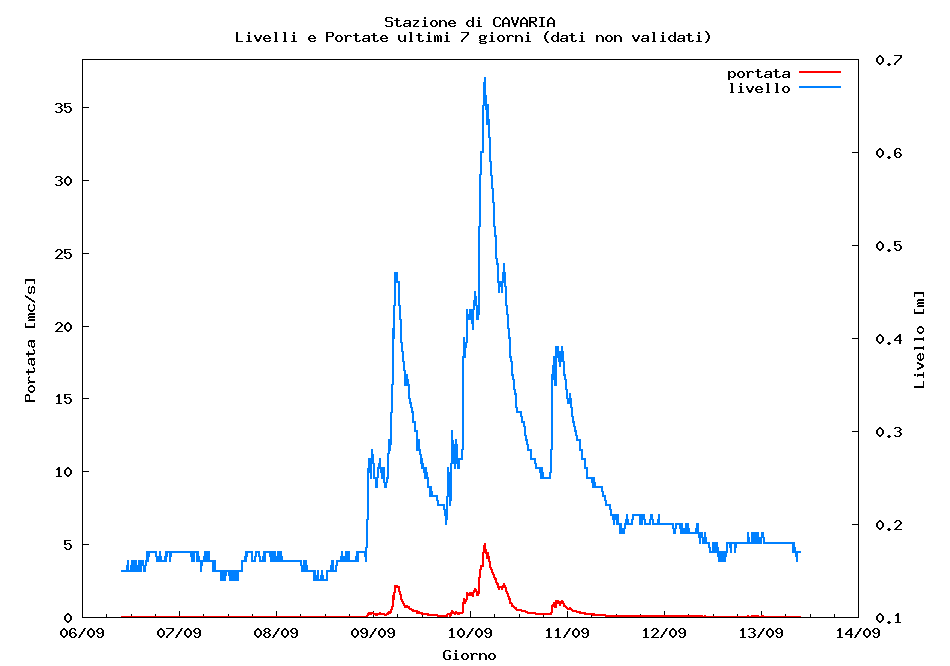 Stazione di CAVARIA
Livelli e Portate ultimi 7 giorni (dati non validati)
portata
livello
Portata [mc/s]
35
30
25
20
15
10
5
0
0.7
0.6
0.5
0.4
0.3
0.2
0.1
Livello [m]
06/09 07/09 08/09 09/09 10/09 11/09 12/09 13/09 14/09
Giorno